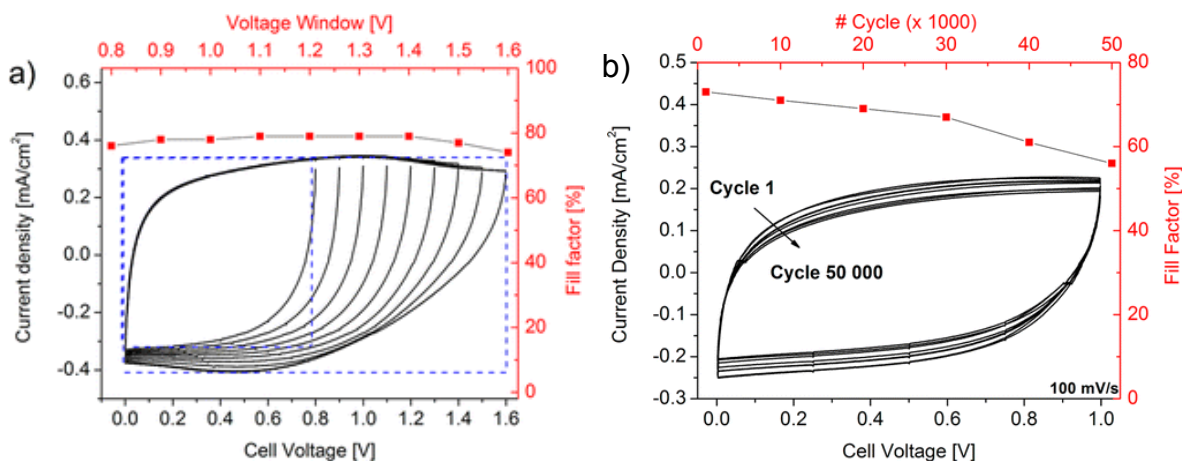 a)
Voltage Window [V]
0.8 0.9 1.0 1.1 1.2 1.3 1.4 1.5 1.6
0.6
0.4
0.2
0.0
-0.2
-0.4
Current density [mA/cm²]
100
80
60
40
20
0
Fill factor [%]
0.0 0.2 0.4 0.6 0.8 1.0 1.2 1.4 1.6
Cell Voltage [V]
b)
# Cycle (x 1000)
0 10 20 30 40 50
0.5
0.4
0.3
0.2
0.1
0.0
-0.1
-0.2
-0.3
Current Density [mA/cm²]
Cycle 1
Cycle 50 000
100 mV/s
80
60
40
20
0
Fill Factor [%]
0.0 0.2 0.4 0.6 0.8 1.0
Cell Voltage [V]